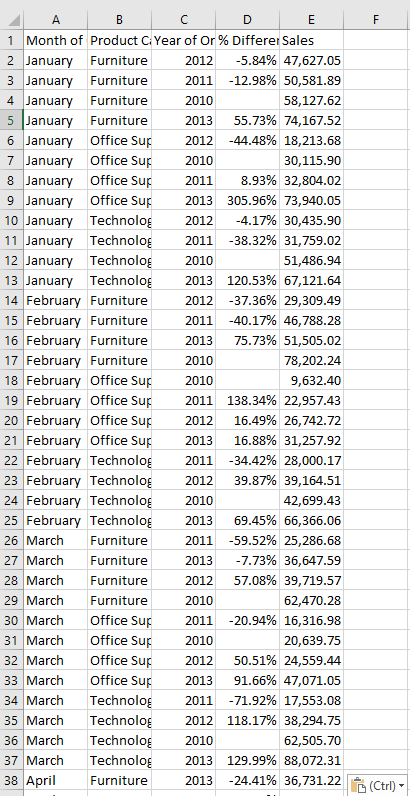 A B C D E F
1 Month of Product Ca Year of Or % Differen Sales
2 January Furniture 2012 -5.84% 47,627.05
3 January Furniture 2011 -12.98% 50,581.89
4 January Furniture 2010 58,127.62
5 January Furniture 2013 55.73% 74,167.52
6 January Office Sup 2012 -44.48% 18,213.68
7 January Office Sup 2010 30,115.90
8 January Office Sup 2011 8.93% 32,804.02
9 January Office Sup 2013 305.96% 73,940.05
10 January Technolog 2012 -4.17% 30,435.90
11 January Technolog 2011 -38.32% 31,759.02
12 January Technolog 2010 51,486.94
13 January Technolog 2013 120.53% 67,121.64
14 February Furniture 2012 -37.36% 29,309.49
15 February Furniture 2011 -40.17% 46,788.28
16 February Furniture 2013 75.73% 51,505.02
17 February Furniture 2010 78,202.24
18 February Office Sup 2010 9,632.40
19 February Office Sup 2011 138.34% 22,957.43
20 February Office Sup 2012 16.49% 26,742.72
21 February Office Sup 2013 16.88% 31,257.92
22 February Technolog 2011 -34.42% 28,000.17
23 February Technolog 2012 39.87% 39,164.51
24 February Technolog 2010 42,699.43
25 February Technolog 2013 69.45% 66,366.06
26 March Furniture 2011 -59.52% 25,286.68
27 March Furniture 2013 -7.73% 36,647.59
28 March Furniture 2012 57.08% 39,719.57
29 March Furniture 2010 62,470.28
30 March Office Sup 2011 -20.94% 16,316.98
31 March Office Sup 2010 20,639.75
32 March Office Sup 2012 50.51% 24,559.44
33 March Office Sup 2013 91.66% 47,071.05
34 March Technolog 2011 -71.92% 17,553.08
35 March Technolog 2012 118.17% 38,294.75
36 March Technolog 2010 62,505.70
37 March Technolog 2013 129.99% 88,072.31
38 April Furniture 2013 -24.41% 36,731.22 (Ctrl)